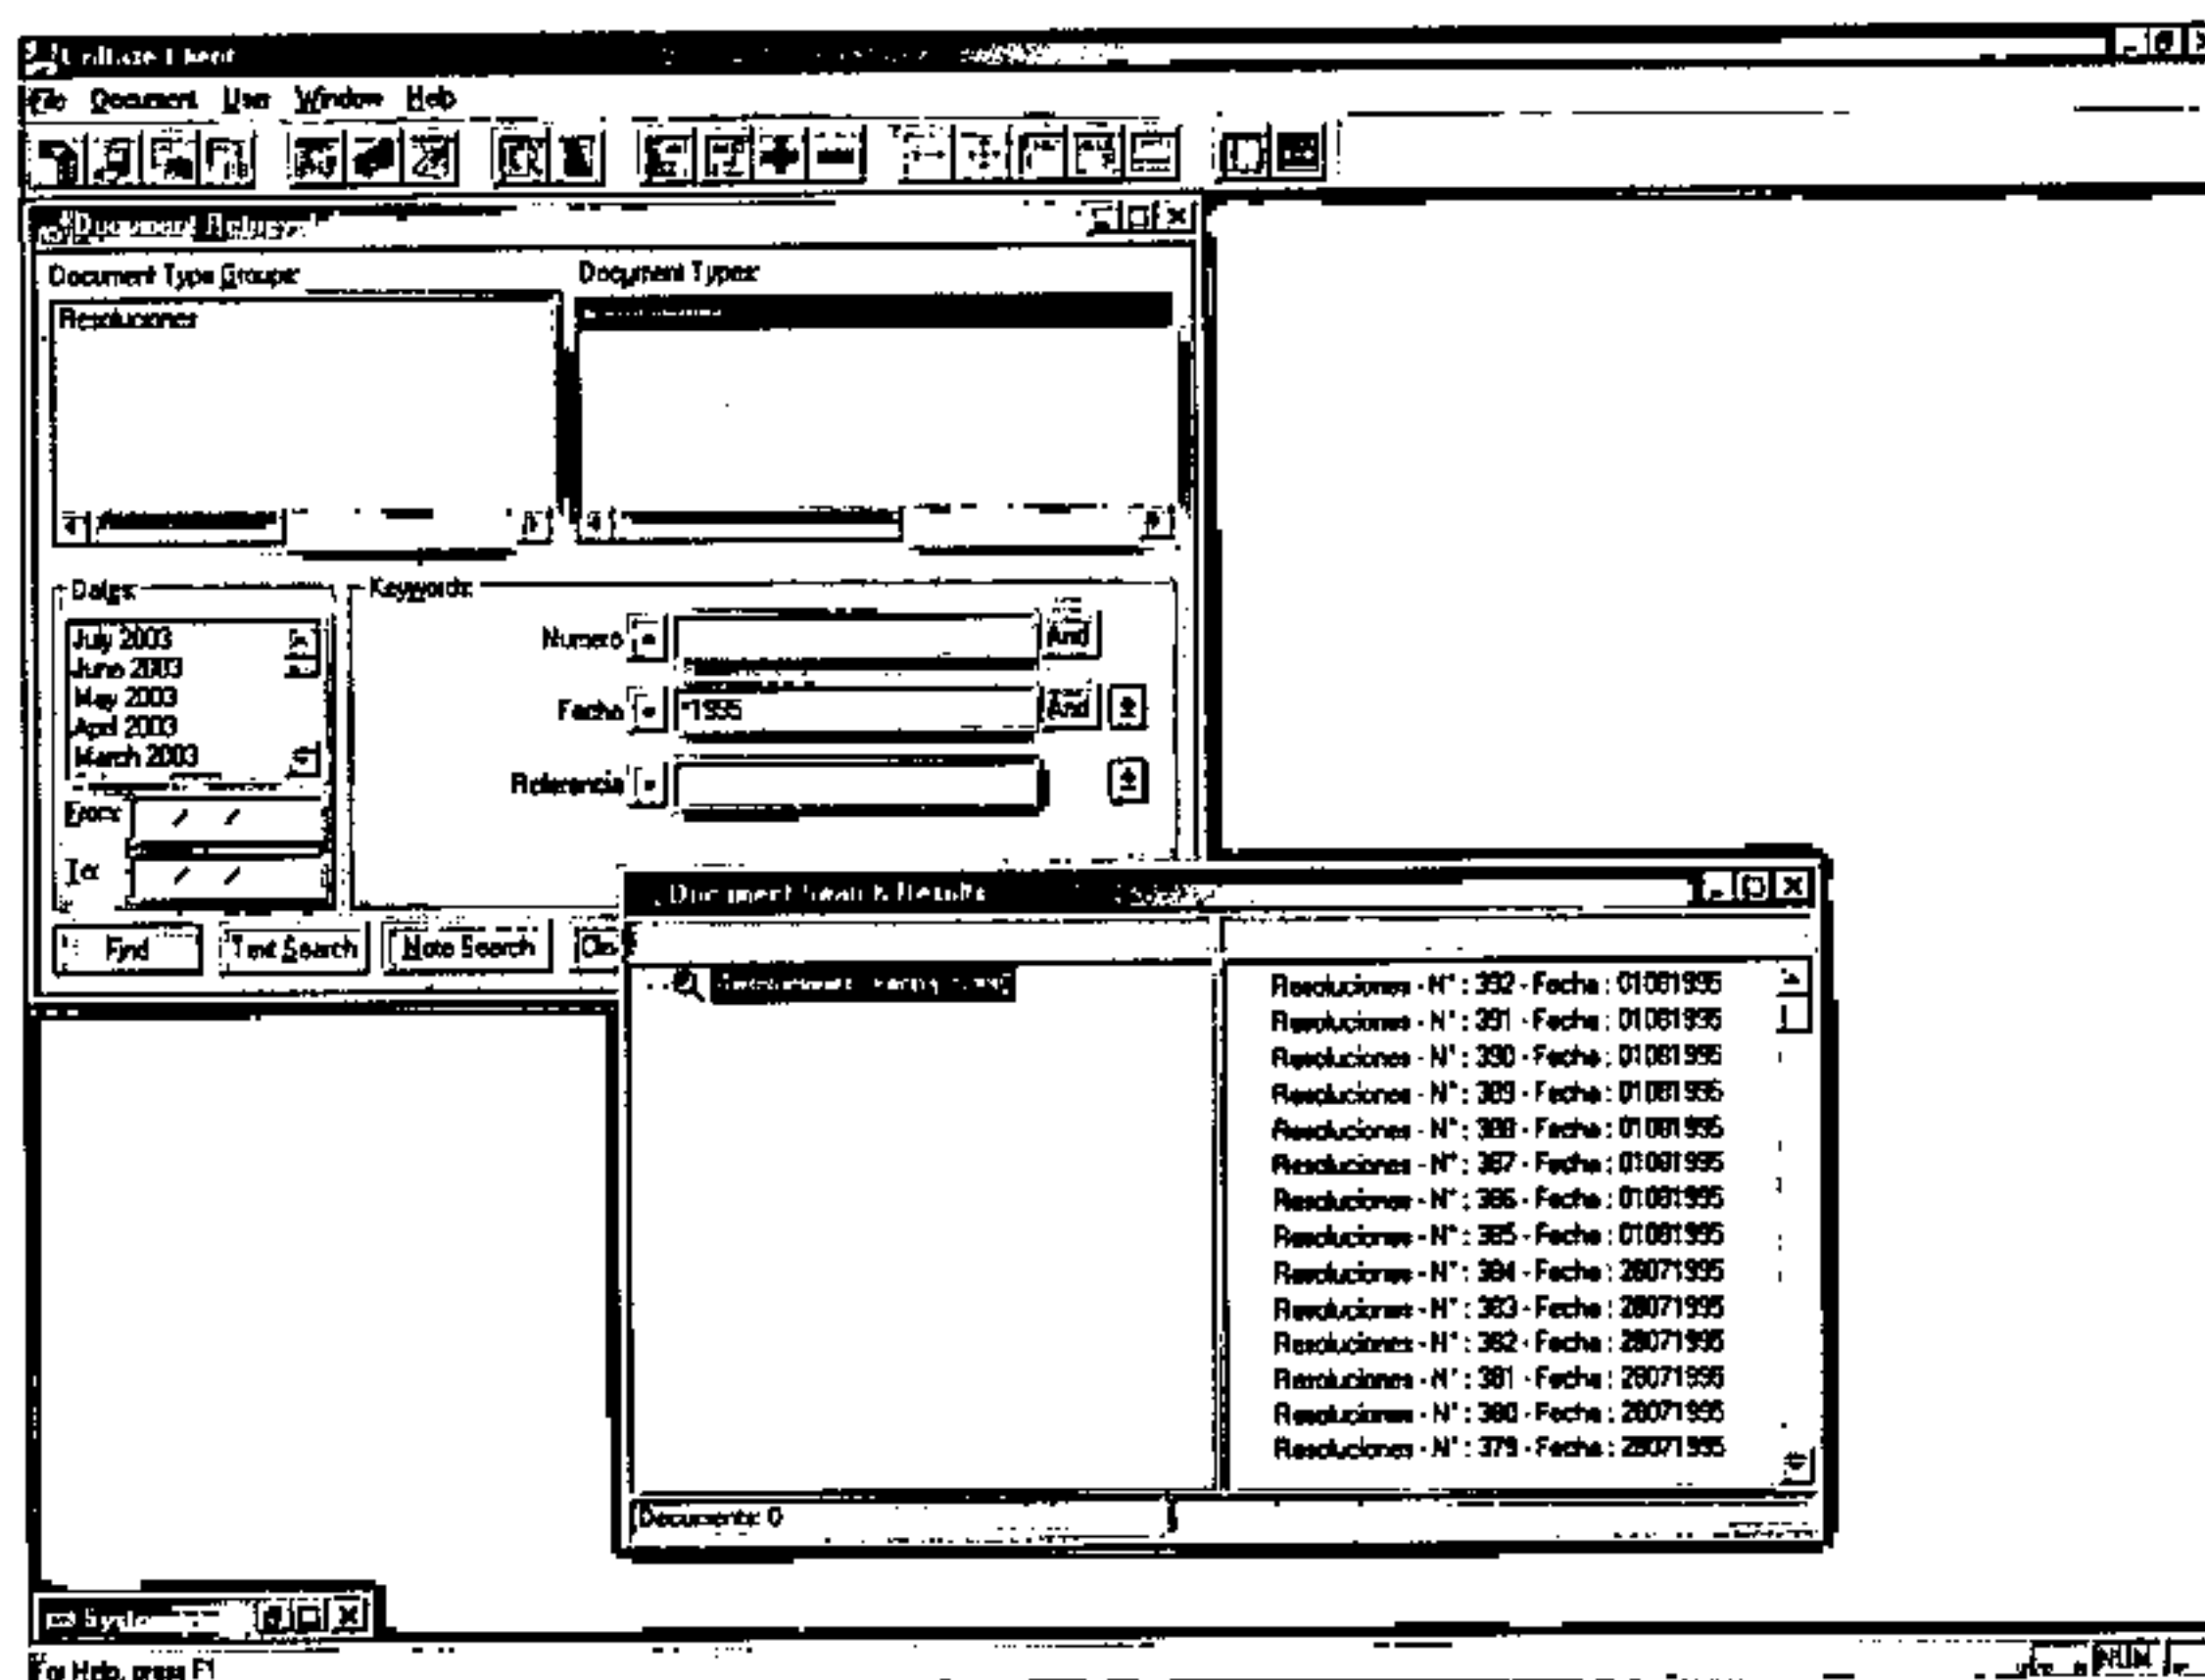 File Document User Window Help
Document Retrieval
Document Type Groups: Document Types:
Resoluciones
Dates: Keywords:
July 2003
June 2003
May 2003
April 2003
March 2003
Numero And
Fecha *1995 And
Referencia
From: / /
To: / /
Find Text Search Note Search Clo
Document Search Results
Resoluciones - N° : 392 - Fecha : 01081995
Resoluciones - N° : 391 - Fecha : 01081995
Resoluciones - N° : 390 - Fecha : 01081995
Resoluciones - N° : 389 - Fecha : 01081995
Resoluciones - N° : 388 - Fecha : 01081995
Resoluciones - N° : 387 - Fecha : 01081995
Resoluciones - N° : 386 - Fecha : 01081995
Resoluciones - N° : 385 - Fecha : 01081995
Resoluciones - N° : 384 - Fecha : 28071995
Resoluciones - N° : 383 - Fecha : 28071995
Resoluciones - N° : 382 - Fecha : 28071995
Resoluciones - N° : 381 - Fecha : 28071995
Resoluciones - N° : 380 - Fecha : 28071995
Resoluciones - N° : 379 - Fecha : 28071995
Documents: 0
For Help, press F1
NUM